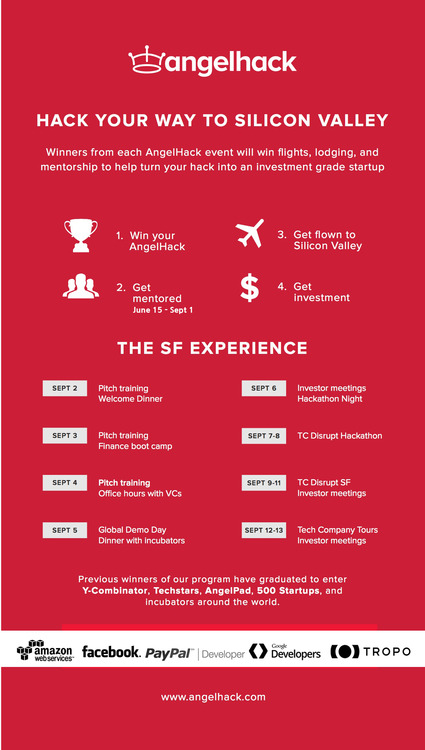 angelhack
HACK YOUR WAY TO SILICON VALLEY
Winners from each AngelHack event will win flights, lodging, and
mentorship to help turn your hack into an investment grade startup
1. Win your
AngelHack
2. Get
mentored
June 15 - Sept 1
3. Get flown to
Silicon Valley
$
4. Get
investment
THE SF EXPERIENCE
SEPT 2
Pitch training
Welcome Dinner
SEPT 3
Pitch training
Finance boot camp
SEPT 4
Pitch training
Office hours with VCs
SEPT 5
Global Demo Day
Dinner with incubators
SEPT 6
Investor meetings
Hackathon Night
SEPT 7-8
TC Disrupt Hackathon
SEPT 9-11
TC Disrupt SF
Investor meetings
SEPT 12-13
Tech Company Tours
Investor meetings
Previous winners of our program have graduated to enter
Y-Combinator, Techstars, AngelPad, 500 Startups, and
incubators around the world.
amazon
web services™
facebook.
PayPal™ | Developer
Google
Developers
TROPO
www.angelhack.com